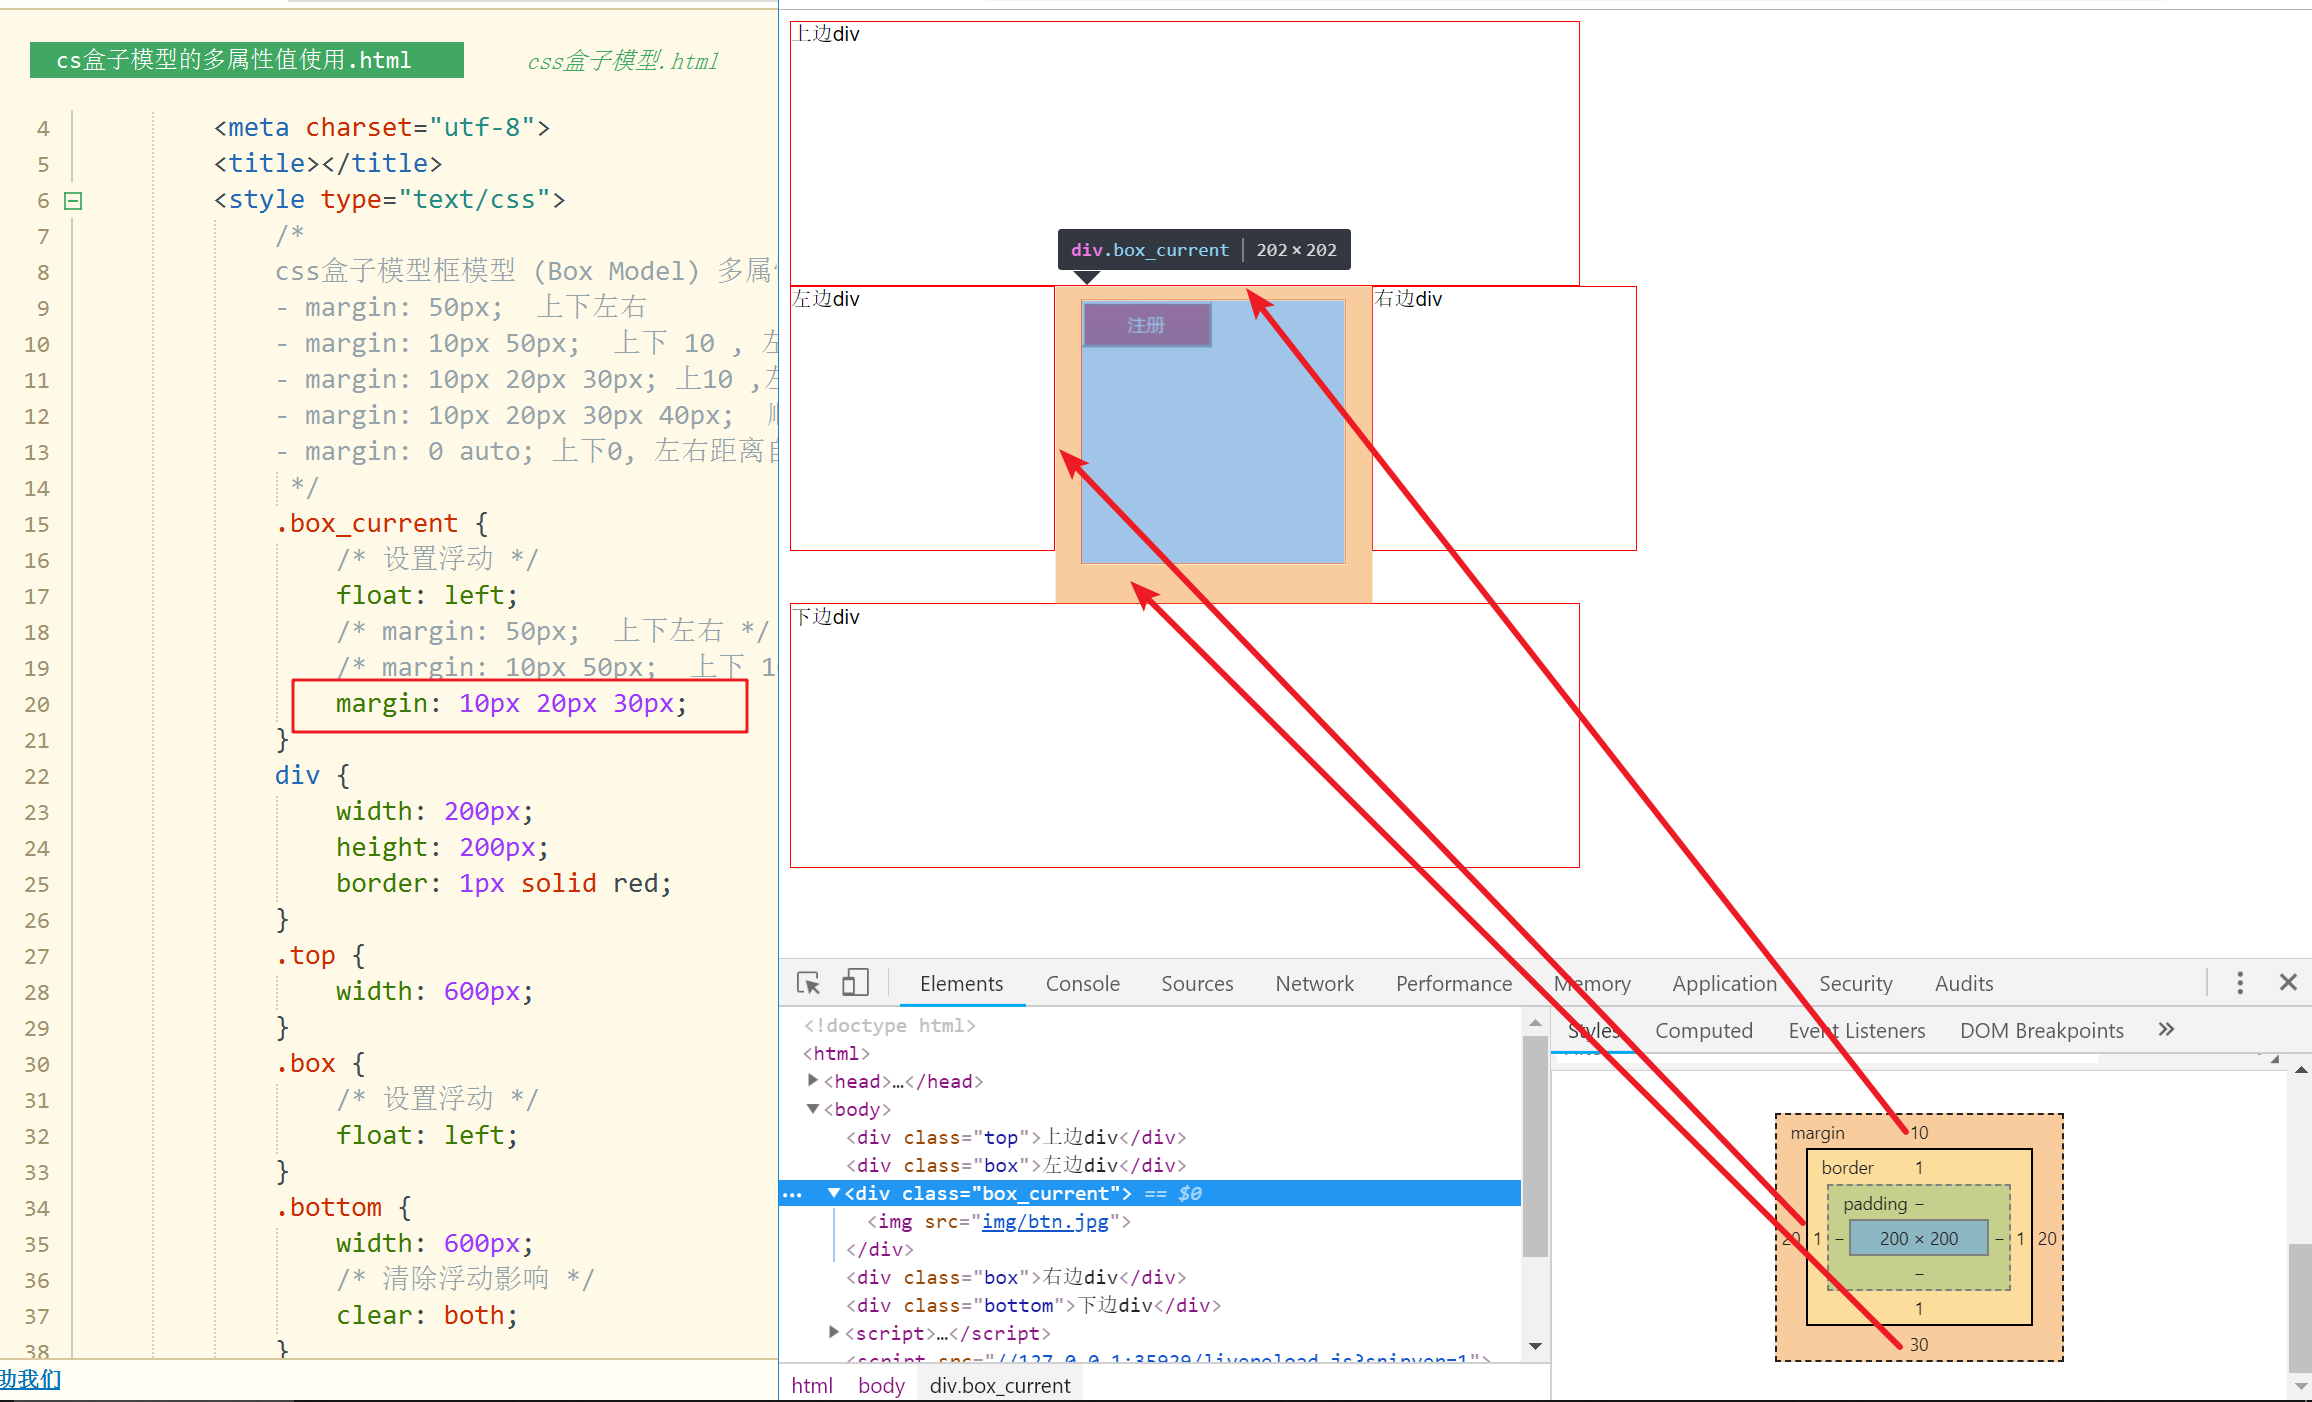 cs盒子模型的多属性值使用.html
css盒子模型.html
4 <meta charset="utf-8">
5 <title></title>
6 <style type="text/css">
7 /*
8 css盒子模型框模型 (Box Model) 多属
9 - margin: 50px; 上下左右
10 - margin: 10px 50px; 上下 10 , 左
11 - margin: 10px 20px 30px; 上10 ,左
12 - margin: 10px 20px 30px 40px;
13 - margin: 0 auto; 上下0, 左右距离自
14 */
15 .box_current {
16 /* 设置浮动 */
17 float: left;
18 /* margin: 50px; 上下左右 */
19 /* margin: 10px 50px; 上下 1
20 margin: 10px 20px 30px;
21 }
22 div {
23 width: 200px;
24 height: 200px;
25 border: 1px solid red;
26 }
27 .top {
28 width: 600px;
29 }
30 .box {
31 /* 设置浮动 */
32 float: left;
33 }
34 .bottom {
35 width: 600px;
36 /* 清除浮动影响 */
37 clear: both;
38 }
助我们
上边div
div.box_current 202×202
左边div
注册
右边div
下边div
Elements Console Sources Network Performance Memory Application Security Audits
<!doctype html>
<html>
<head>…</head>
<body>
<div class="top">上边div</div>
<div class="box">左边div</div>
… <div class="box_current"> == $0
<img src="img/btn.jpg">
</div>
<div class="box">右边div</div>
<div class="bottom">下边div</div>
<script>…</script>
<script src="//127.0.0.1:35929/livereload.js?snipver=1">
html body div.box_current
Styles Computed Event Listeners DOM Breakpoints »
margin 10
border 1
padding –
20 1 – 200 × 200 – 1 20
–
1
30